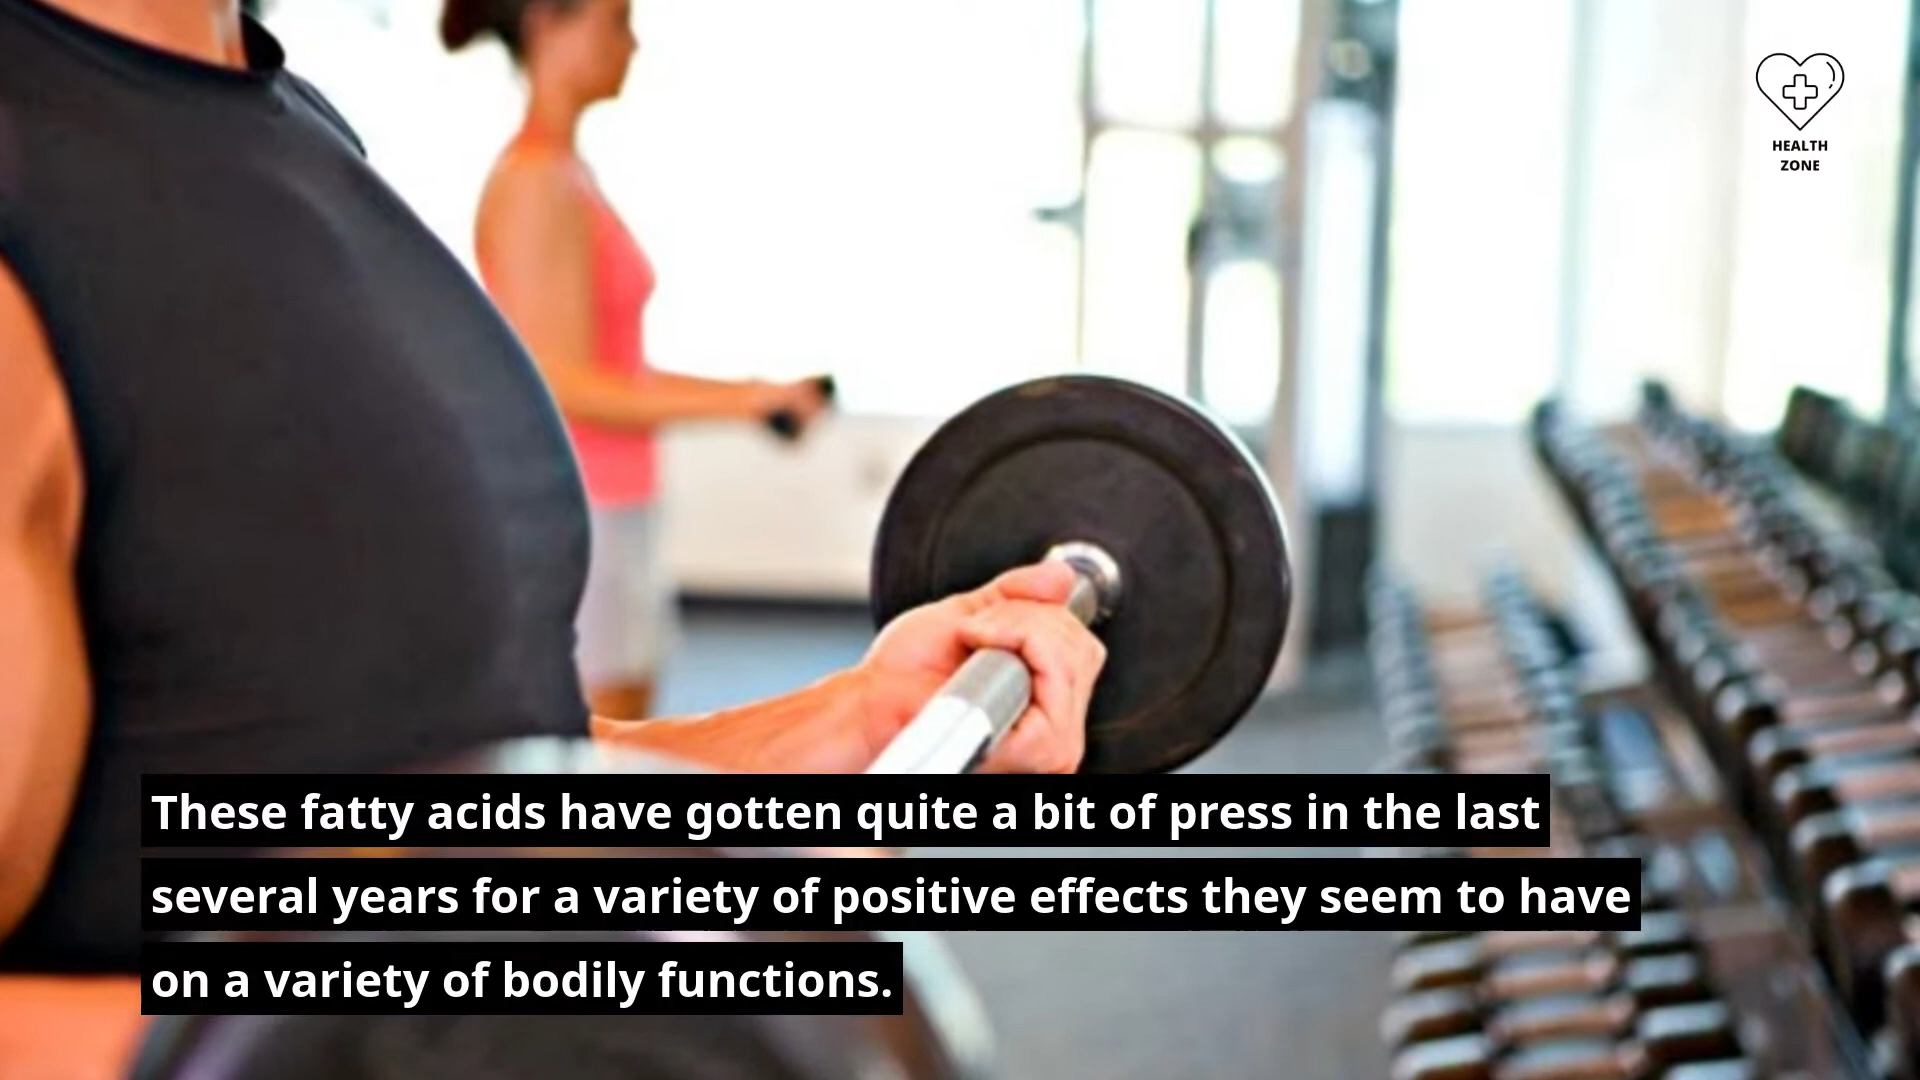 HEALTH
ZONE
These fatty acids have gotten quite a bit of press in the last
several years for a variety of positive effects they seem to have
on a variety of bodily functions.